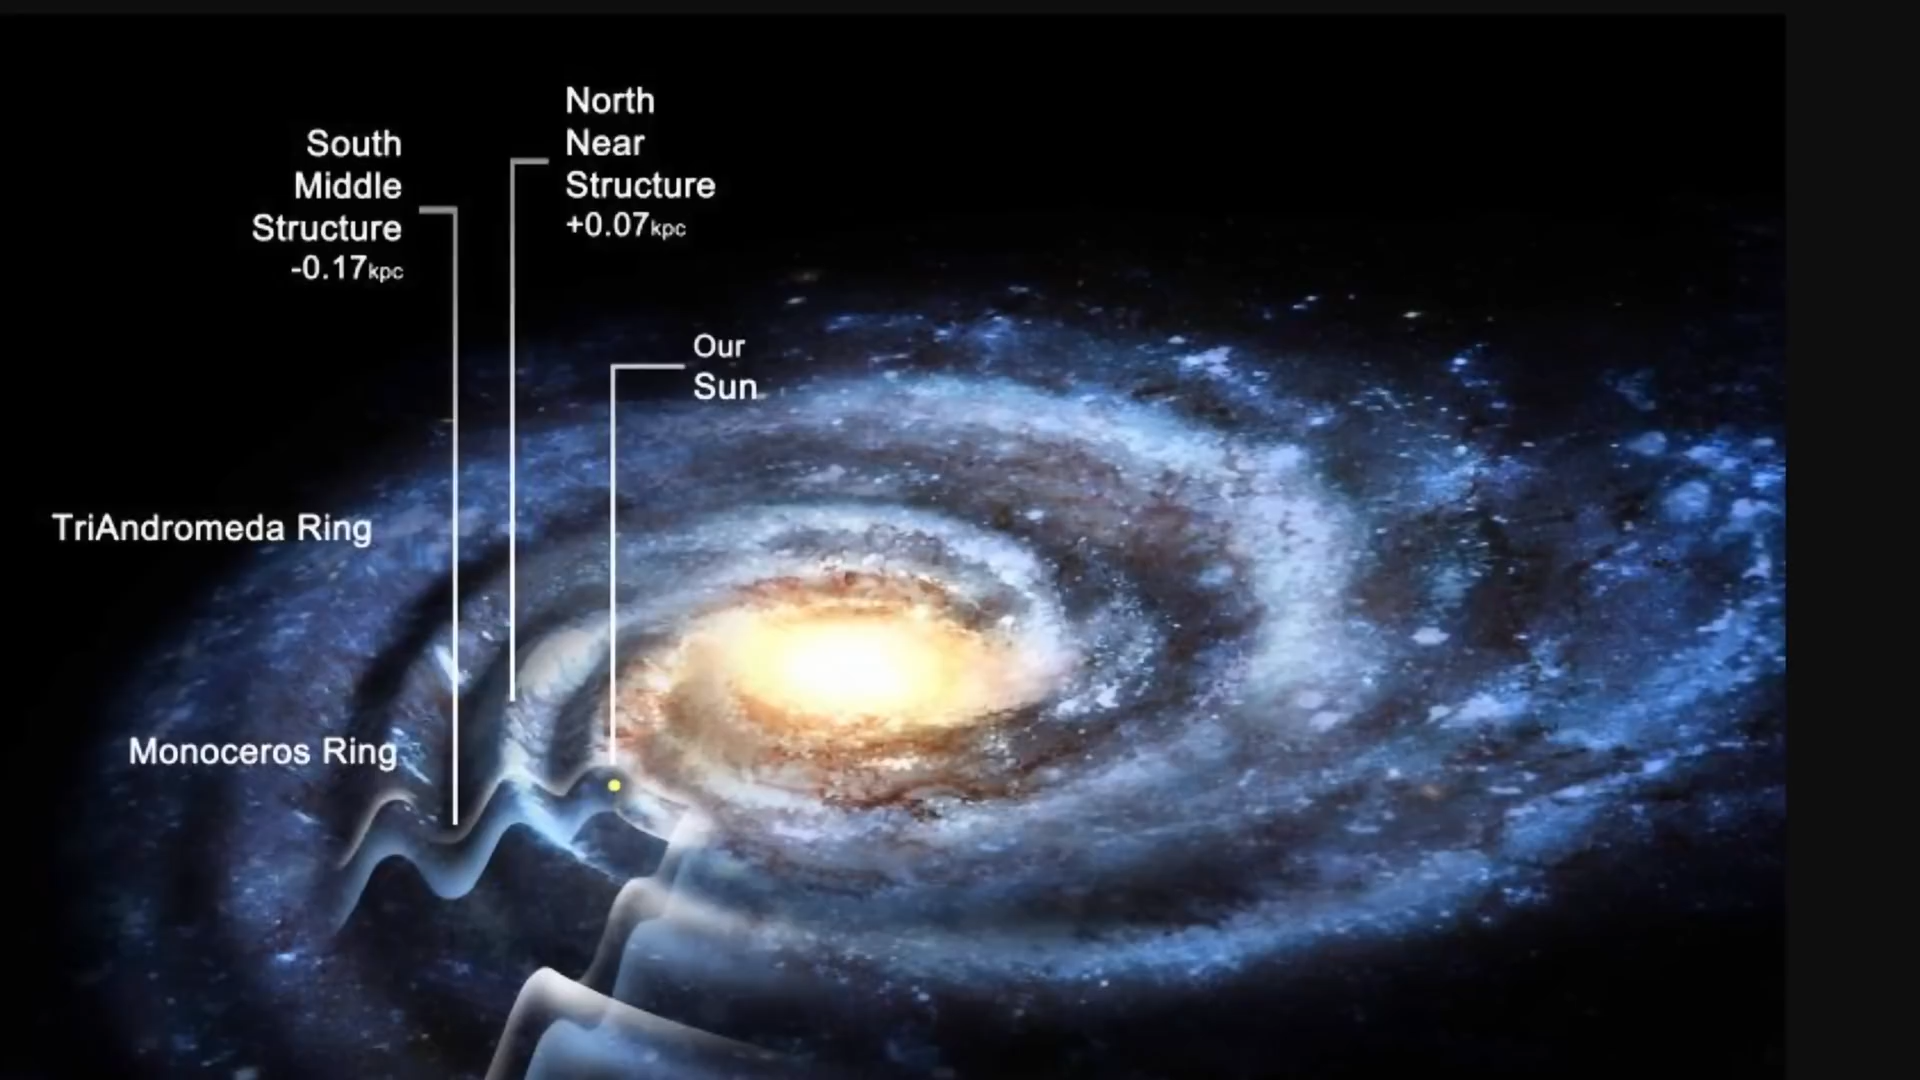 North
Near
Structure
+0.07kpc
South
Middle
Structure
-0.17kpc
Our
Sun
TriAndromeda Ring
Monoceros Ring